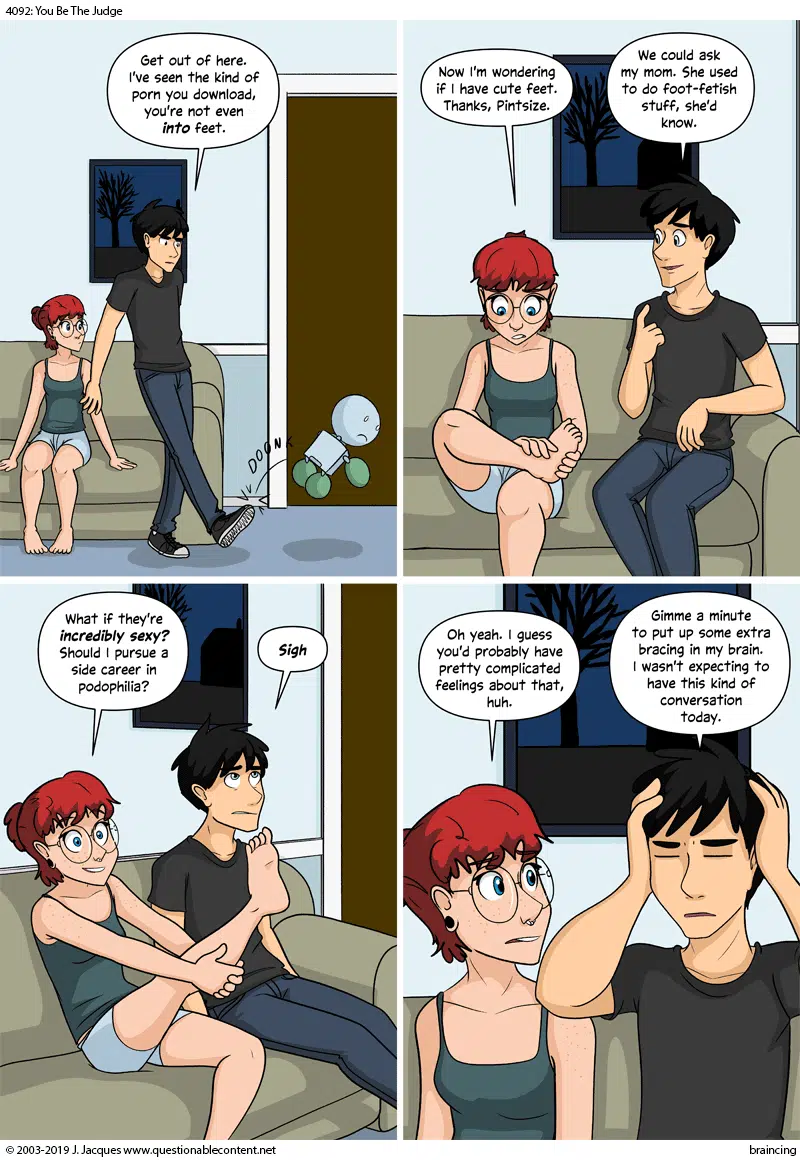 4092: You Be The Judge
Get out of here.
I've seen the kind of
porn you download,
you're not even
into feet.
DOONK
Now I'm wondering
if I have cute feet.
Thanks, Pintsize.
We could ask
my mom. She used
to do foot-fetish
stuff, she'd
know.
What if they're
incredibly sexy?
Should I pursue a
side career in
podophilia?
Sigh
Oh yeah. I guess
you'd probably have
pretty complicated
feelings about that,
huh.
Gimme a minute
to put up some extra
bracing in my brain.
I wasn't expecting to
have this kind of
conversation
today.
© 2003-2019 J. Jacques www.questionablecontent.net
braincing